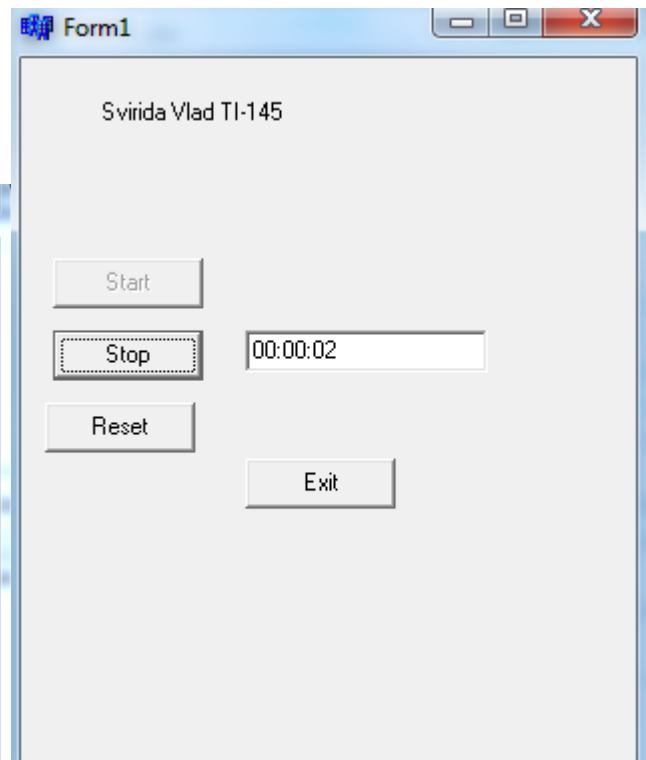 Form1
Svirida Vlad TI-145
Start
Stop
00:00:02
Reset
Exit